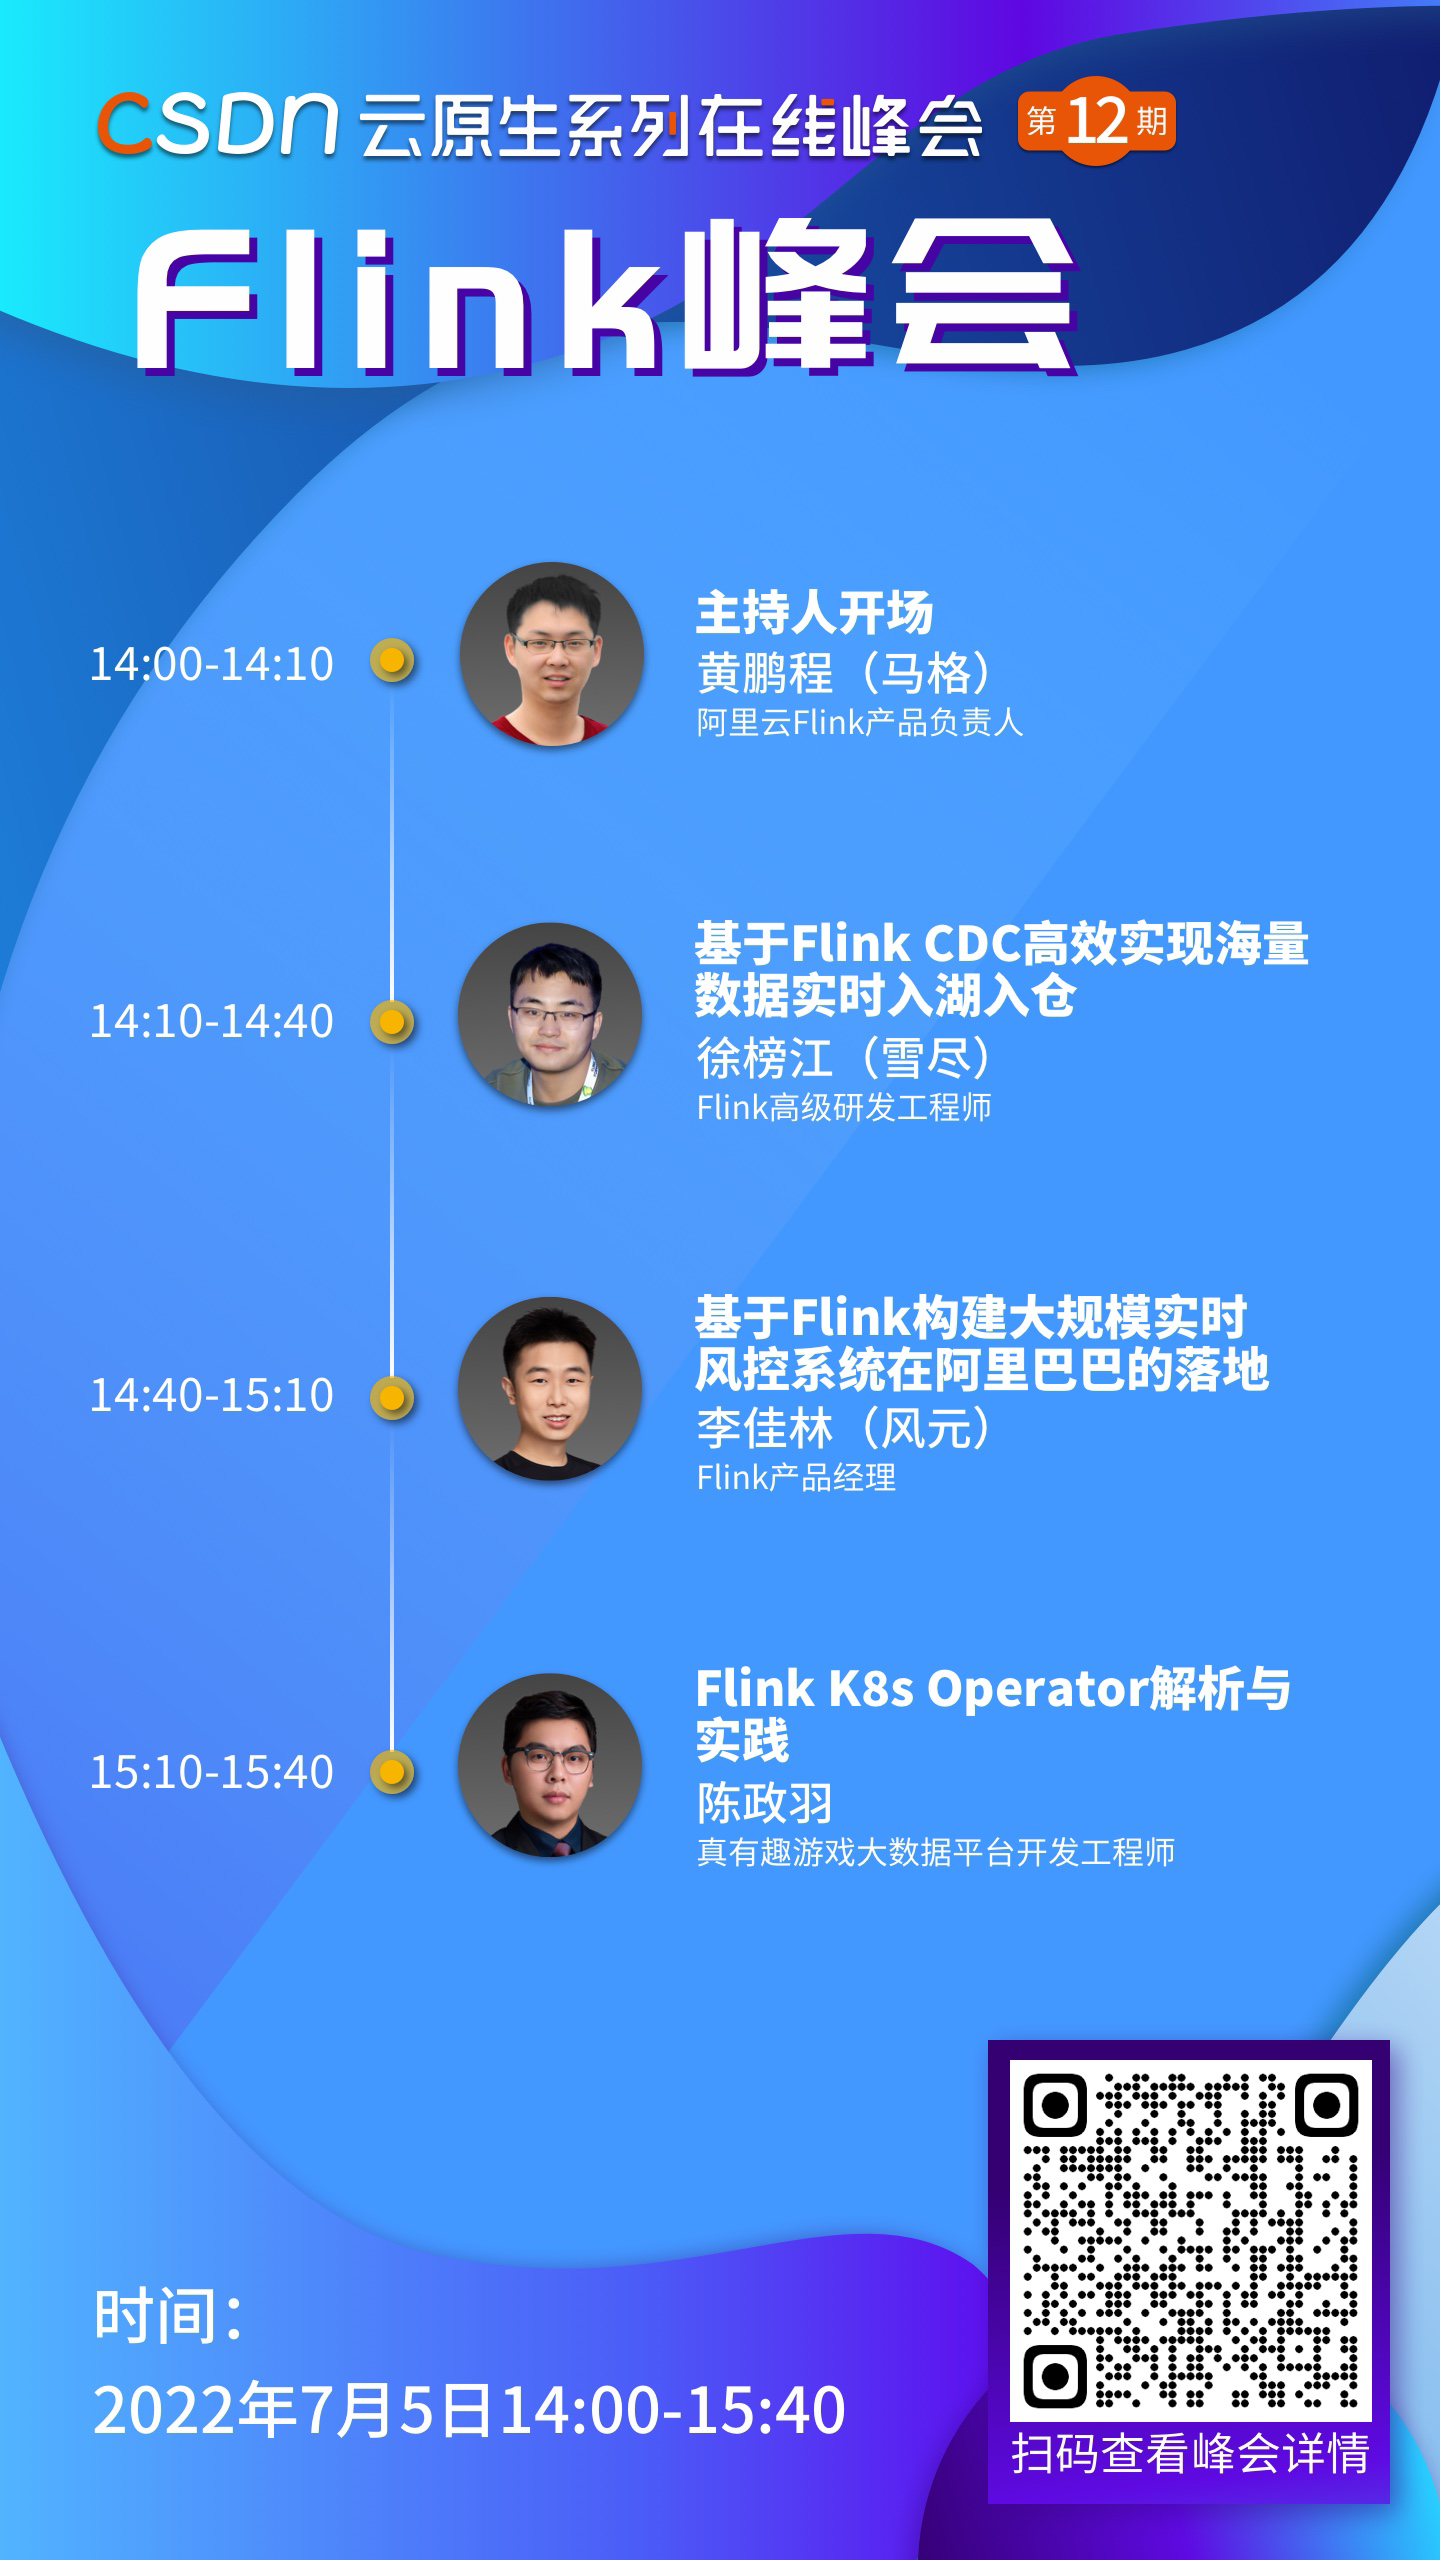 CSDN 云原生系列在线峰会 第12期
Flink峰会
14:00-14:10
主持人开场
黄鹏程（马格）
阿里云Flink产品负责人
14:10-14:40
基于Flink CDC高效实现海量
数据实时入湖入仓
徐榜江（雪尽）
Flink高级研发工程师
14:40-15:10
基于Flink构建大规模实时
风控系统在阿里巴巴的落地
李佳林（风元）
Flink产品经理
15:10-15:40
Flink K8s Operator解析与
实践
陈政羽
真有趣游戏大数据平台开发工程师
时间：
2022年7月5日14:00-15:40
扫码查看峰会详情